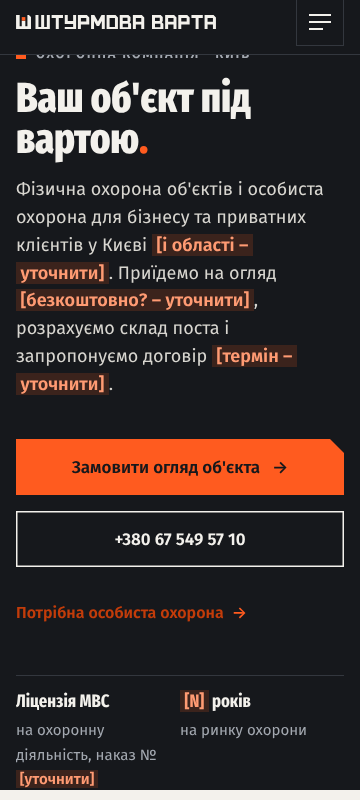 ШТУРМОВА ВАРТА
ОХОРОННА КОМПАНІЯ · КИЇВ
Ваш об'єкт під
вартою.
Фізична охорона об'єктів і особиста
охорона для бізнесу та приватних
клієнтів у Києві [і області –
уточнити]. Приїдемо на огляд
[безкоштовно? – уточнити],
розрахуємо склад поста і
запропонуємо договір [термін –
уточнити].
Замовити огляд об'єкта →
+380 67 549 57 10
Потрібна особиста охорона →
Ліцензія МВС
на охоронну
діяльність, наказ №
[уточнити]
[N] років
на ринку охорони